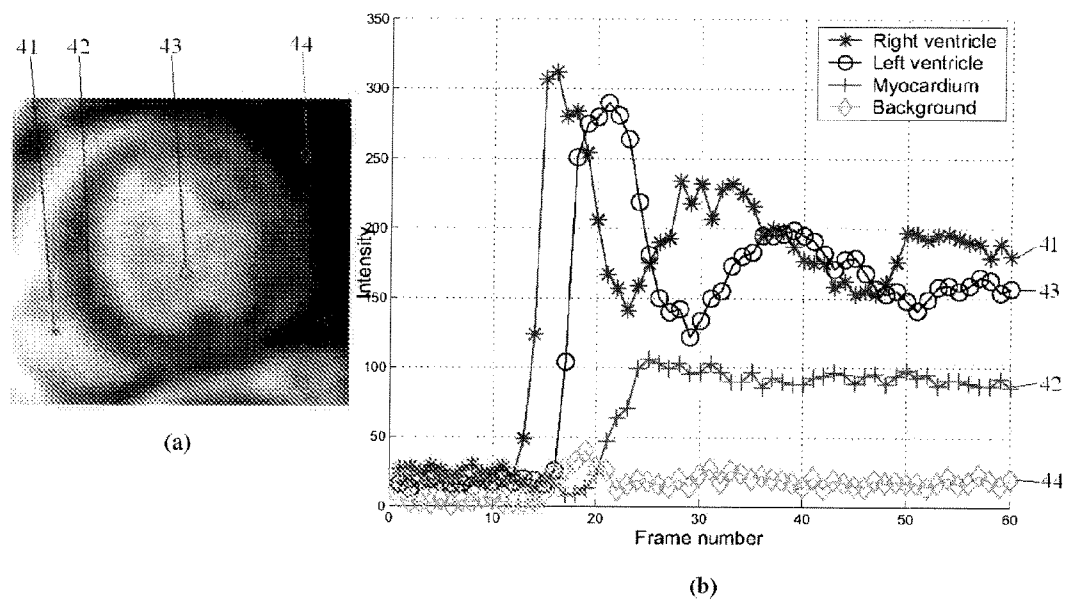 41 42 43 44
(a)
350
300
250
200
150
100
50
0
Intensity
0 10 20 30 40 50 60
Frame number
Right ventricle
Left ventricle
Myocardium
Background
41
43
42
44
(b)